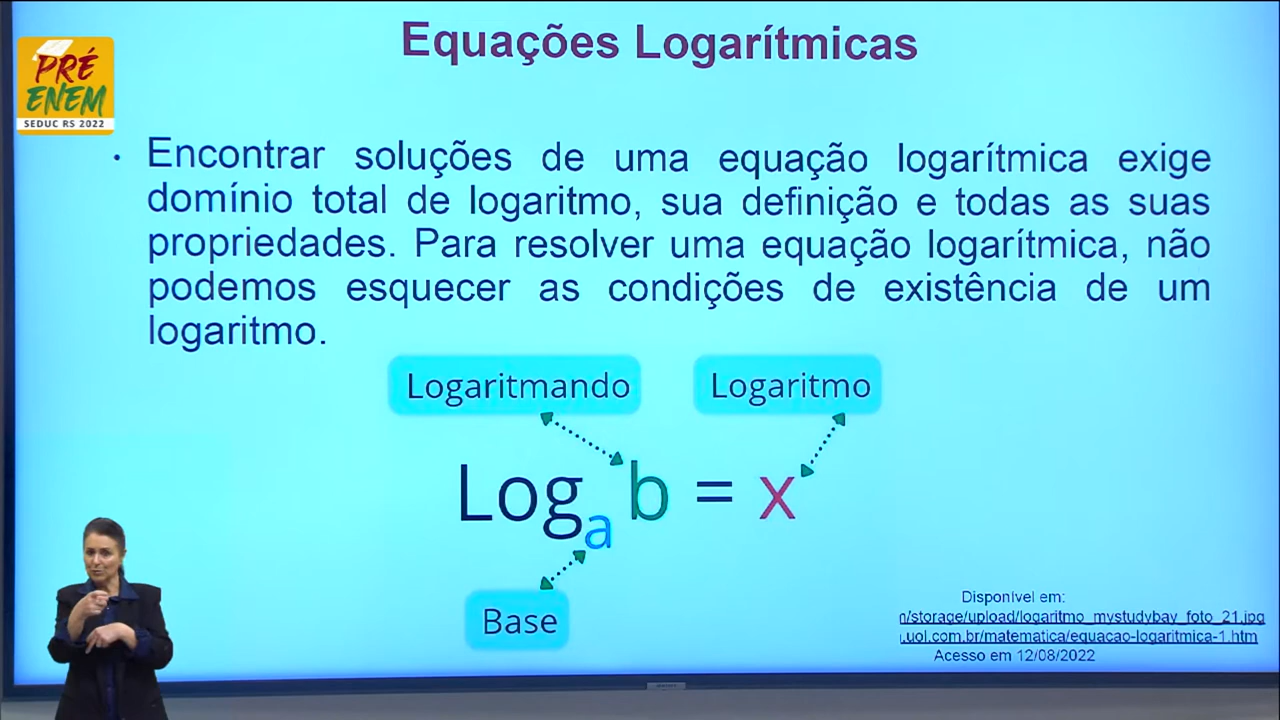 Equações Logarítmicas
PRÉ
ENEM
SEDUC RS 2022
• Encontrar soluções de uma equação logarítmica exige
domínio total de logaritmo, sua definição e todas as suas
propriedades. Para resolver uma equação logarítmica, não
podemos esquecer as condições de existência de um
logaritmo.
Logaritmando Logaritmo
Logₐ b = x
Base
Disponível em:
/storage/upload/logaritmo_mystudybay_foto_21.jpg
.uol.com.br/matematica/equacao-logaritmica-1.htm
Acesso em 12/08/2022